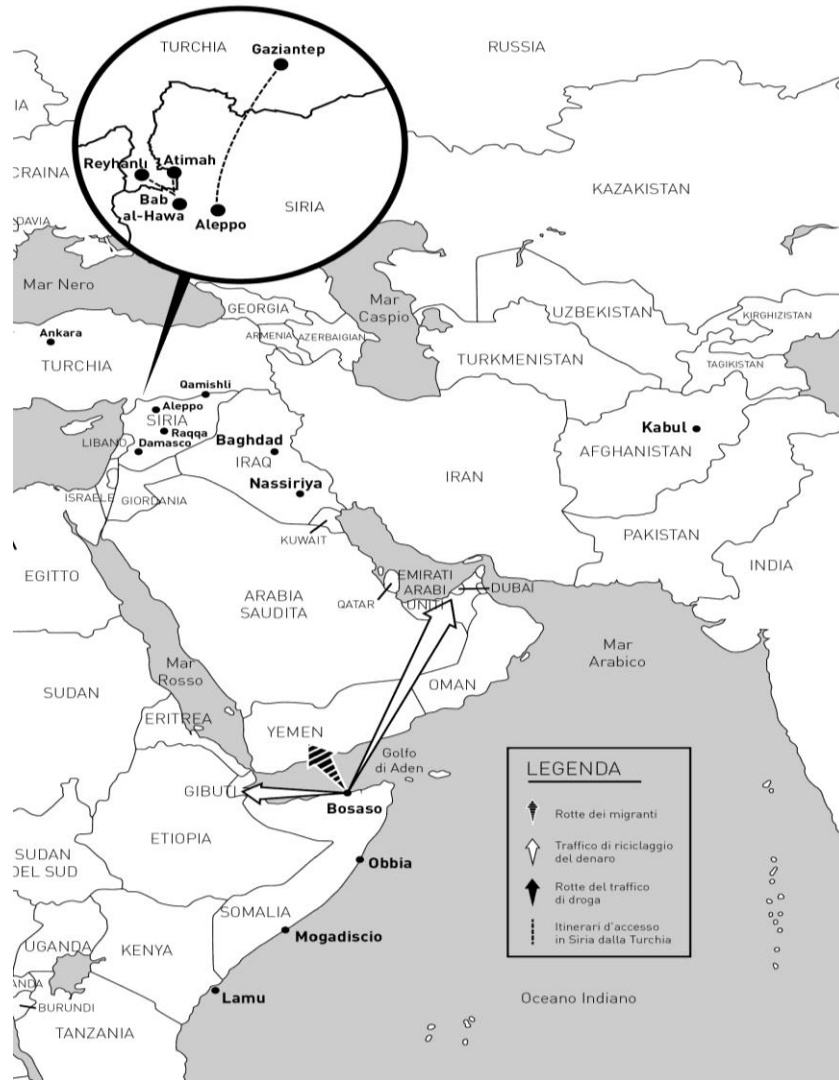 TURCHIA
Gaziantep
RUSSIA
IA
CRAINA
Reyhanlı
Atimah
Bab
al-Hawa
Aleppo
SIRIA
KAZAKISTAN
DAVIA
Mar Nero
GEORGIA
Mar
Caspio
UZBEKISTAN
KIRGHIZISTAN
ARMENIA
AZERBAIGIAN
Ankara
TURCHIA
TURKMENISTAN
TAGIKISTAN
Qamishli
Aleppo
SIRIA
Raqqa
LIBANO
Damasco
Baghdad
IRAQ
Kabul
AFGHANISTAN
ISRAELE
GIORDANIA
Nassiriya
IRAN
KUWAIT
PAKISTAN
INDIA
EGITTO
ARABIA
SAUDITA
QATAR
EMIRATI
ARABI
UNITI
DUBAI
Mar
Rosso
Mar
Arabico
SUDAN
OMAN
ERITREA
YEMEN
Golfo
di Aden
GIBUTI
Bosaso
ETIOPIA
SUDAN
DEL SUD
Obbia
SOMALIA
Mogadiscio
UGANDA
KENYA
ANDA
BURUNDI
Lamu
TANZANIA
Oceano Indiano
LEGENDA
Rotte dei migranti
Traffico di riciclaggio
del denaro
Rotte del traffico
di droga
Itinerari d'accesso
in Siria dalla Turchia